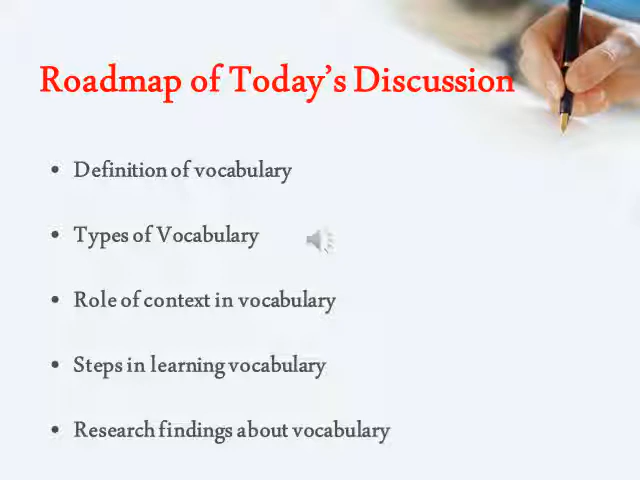 Roadmap of Today's Discussion
• Definition of vocabulary
• Types of Vocabulary
• Role of context in vocabulary
• Steps in learning vocabulary
• Research findings about vocabulary